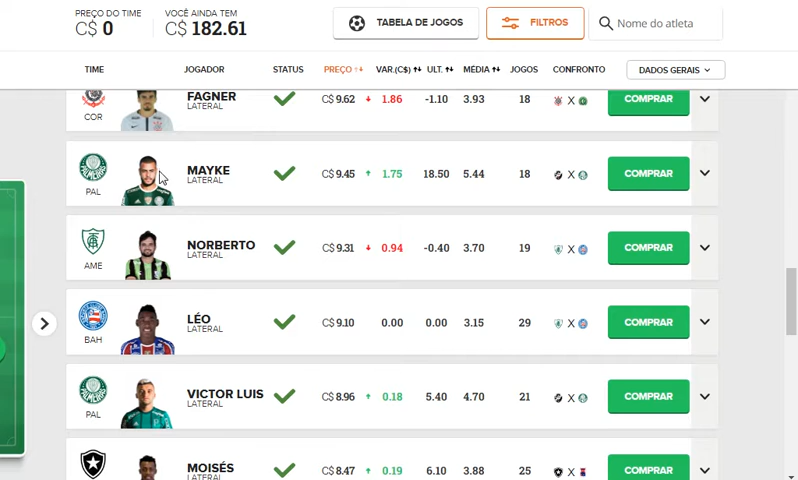 PREÇO DO TIME
C$ 0
VOCÊ AINDA TEM
C$ 182.61
TABELA DE JOGOS
FILTROS
Nome do atleta
TIME JOGADOR STATUS PREÇO VAR.(C$) ULT. MÉDIA JOGOS CONFRONTO DADOS GERAIS
COR FAGNER LATERAL C$ 9.62 1.86 -1.10 3.93 18 X COMPRAR
PAL MAYKE LATERAL C$ 9.45 1.75 18.50 5.44 18 X COMPRAR
AME NORBERTO LATERAL C$ 9.31 0.94 -0.40 3.70 19 X COMPRAR
BAH LÉO LATERAL C$ 9.10 0.00 0.00 3.15 29 X COMPRAR
PAL VICTOR LUIS LATERAL C$ 8.96 0.18 5.40 4.70 21 X COMPRAR
MOISÉS LATERAL C$ 8.47 0.19 6.10 3.88 25 X COMPRAR